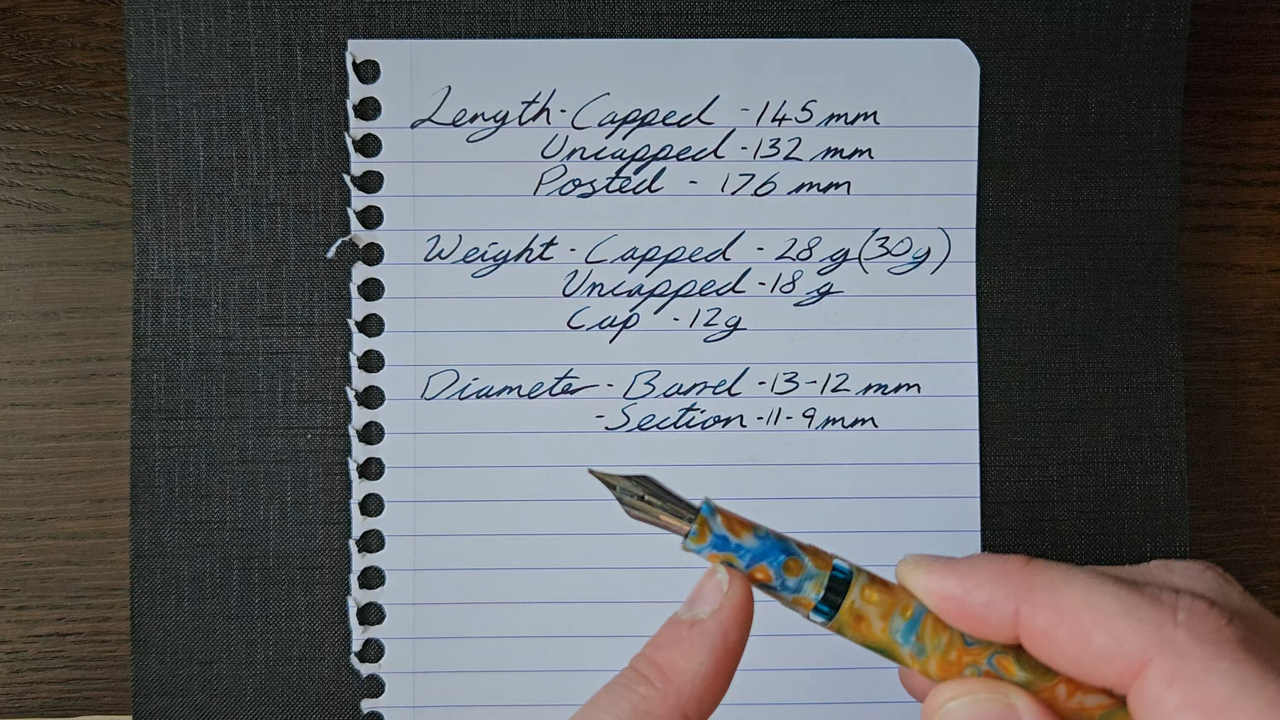 Length - Capped - 145 mm
Uncapped - 132 mm
Posted - 176 mm
Weight - Capped - 28 g (30g)
Uncapped - 18 g
Cap - 12g
Diameter - Barrel - 13-12 mm
- Section - 11-9mm